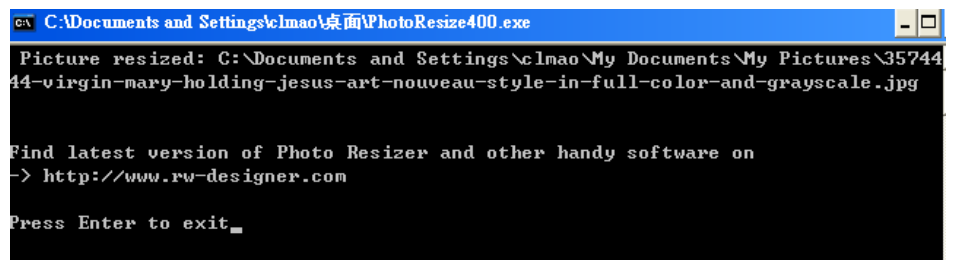 C:\Documents and Settings\clmao\桌面\PhotoResize400.exe
Picture resized: C:\Documents and Settings\clmao\My Documents\My Pictures\35744
44-virgin-mary-holding-jesus-art-nouveau-style-in-full-color-and-grayscale.jpg
Find latest version of Photo Resizer and other handy software on
-> http://www.rw-designer.com
Press Enter to exit_